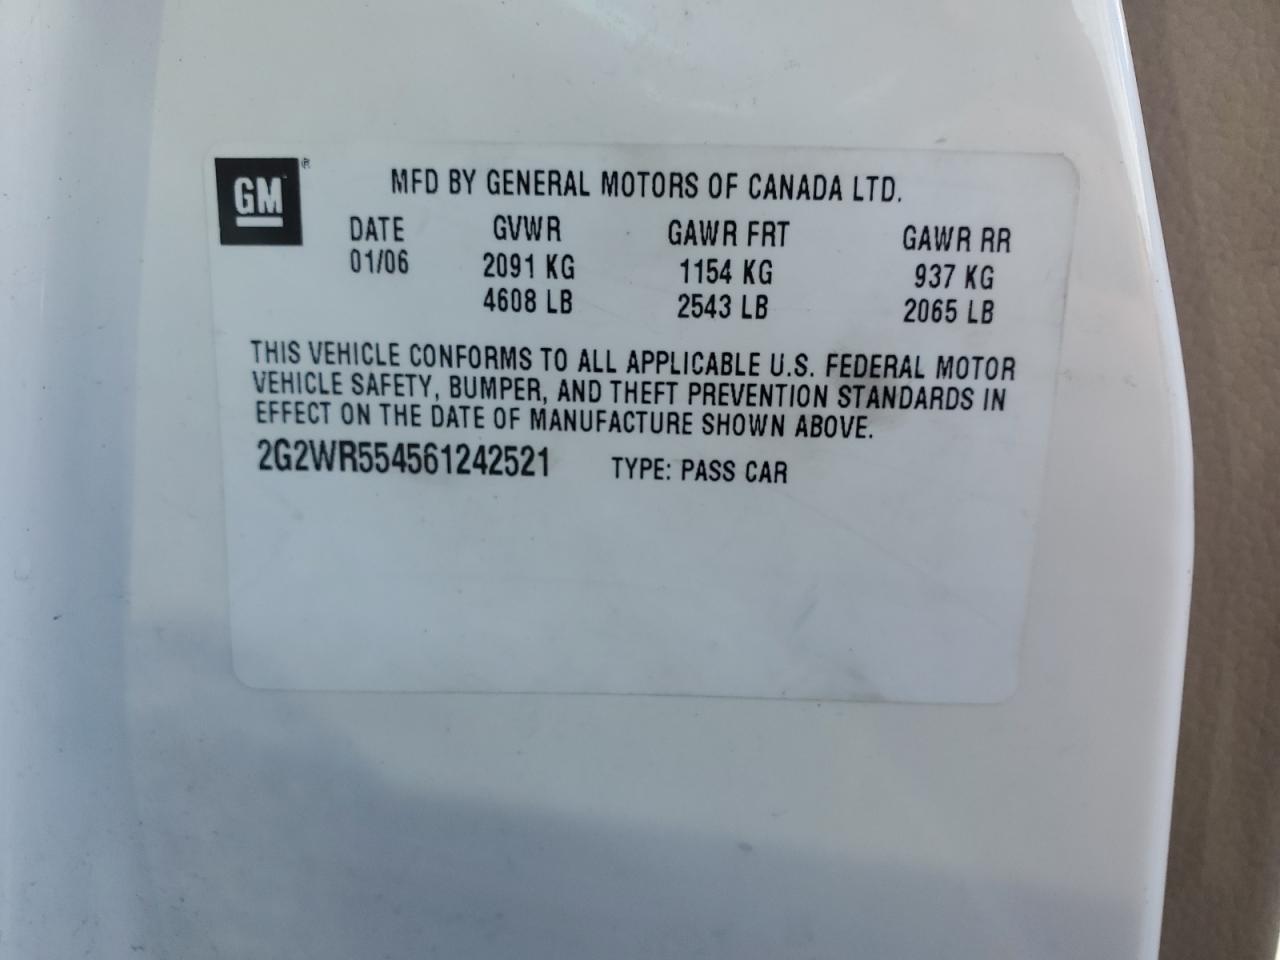 GM ®
MFD BY GENERAL MOTORS OF CANADA LTD.
DATE GVWR GAWR FRT GAWR RR
01/06 2091 KG 1154 KG 937 KG
4608 LB 2543 LB 2065 LB
THIS VEHICLE CONFORMS TO ALL APPLICABLE U.S. FEDERAL MOTOR
VEHICLE SAFETY, BUMPER, AND THEFT PREVENTION STANDARDS IN
EFFECT ON THE DATE OF MANUFACTURE SHOWN ABOVE.
2G2WR554561242521 TYPE: PASS CAR